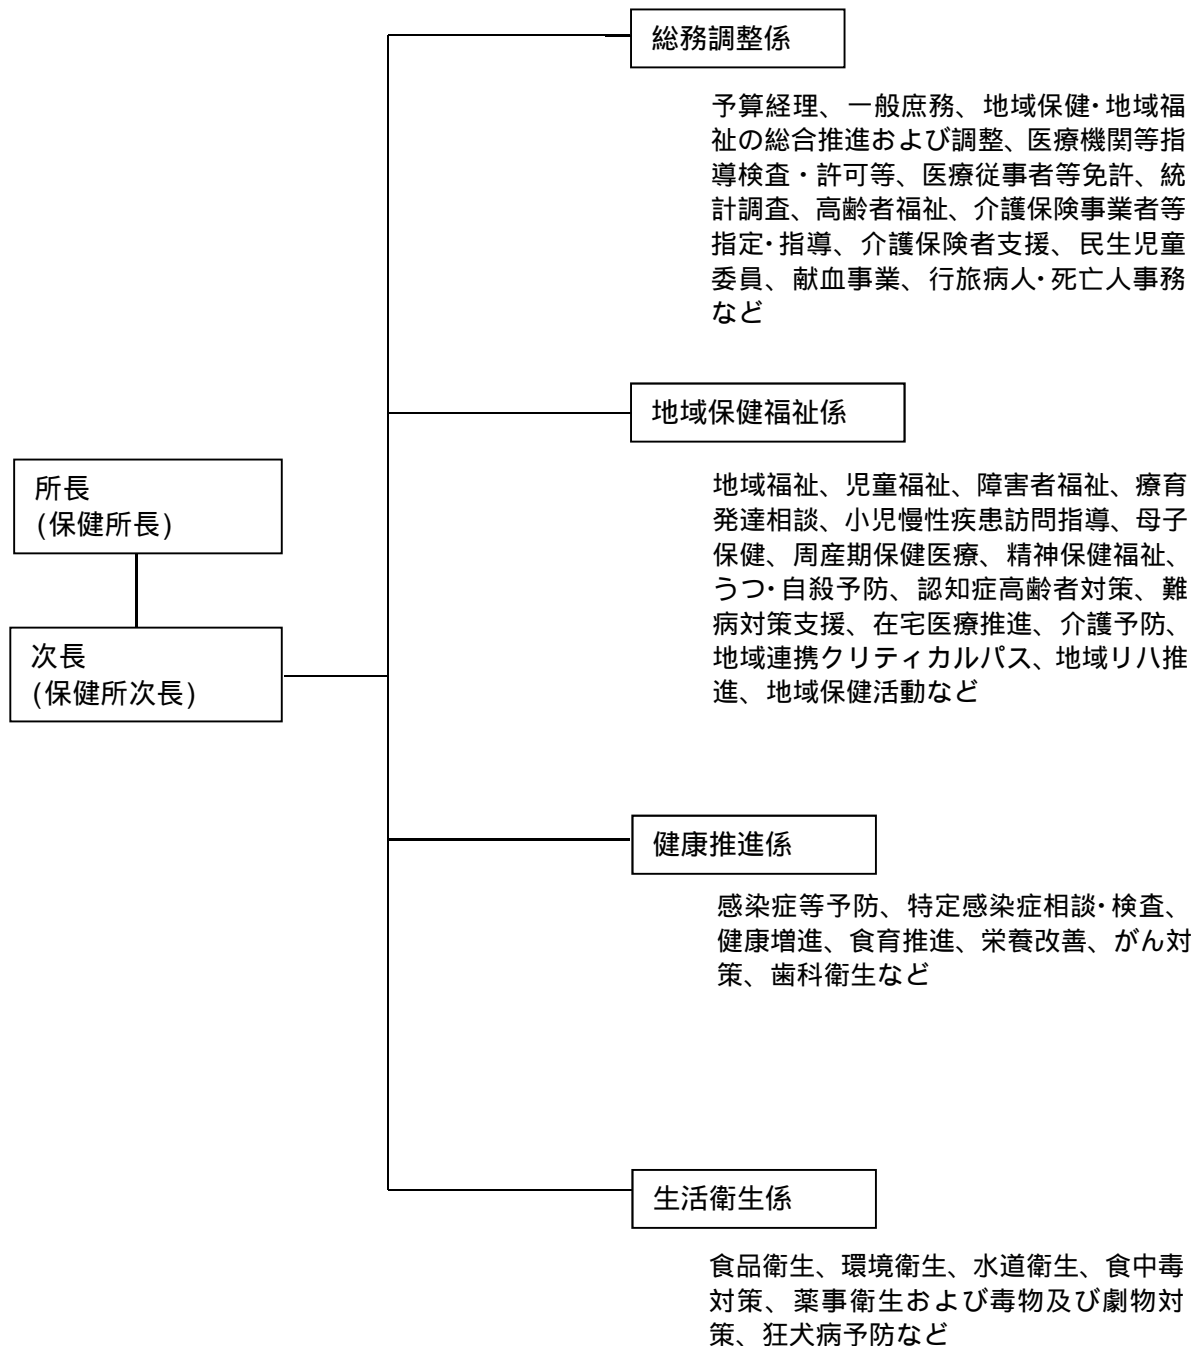 総務調整係
予算経理、一般庶務、地域保健・地域福
祉の総合推進および調整、医療機関等指
導検査・許可等、医療従事者等免許、統
計調査、高齢者福祉、介護保険事業者等
指定・指導、介護保険者支援、民生児童
委員、献血事業、行旅病人・死亡人事務
など
地域保健福祉係
地域福祉、児童福祉、障害者福祉、療育
発達相談、小児慢性疾患訪問指導、母子
保健、周産期保健医療、精神保健福祉、
うつ・自殺予防、認知症高齢者対策、難
病対策支援、在宅医療推進、介護予防、
地域連携クリティカルパス、地域リハ推
進、地域保健活動など
所長
(保健所長)
次長
(保健所次長)
健康推進係
感染症等予防、特定感染症相談・検査、
健康増進、食育推進、栄養改善、がん対
策、歯科衛生など
生活衛生係
食品衛生、環境衛生、水道衛生、食中毒
対策、薬事衛生および毒物及び劇物対
策、狂犬病予防など